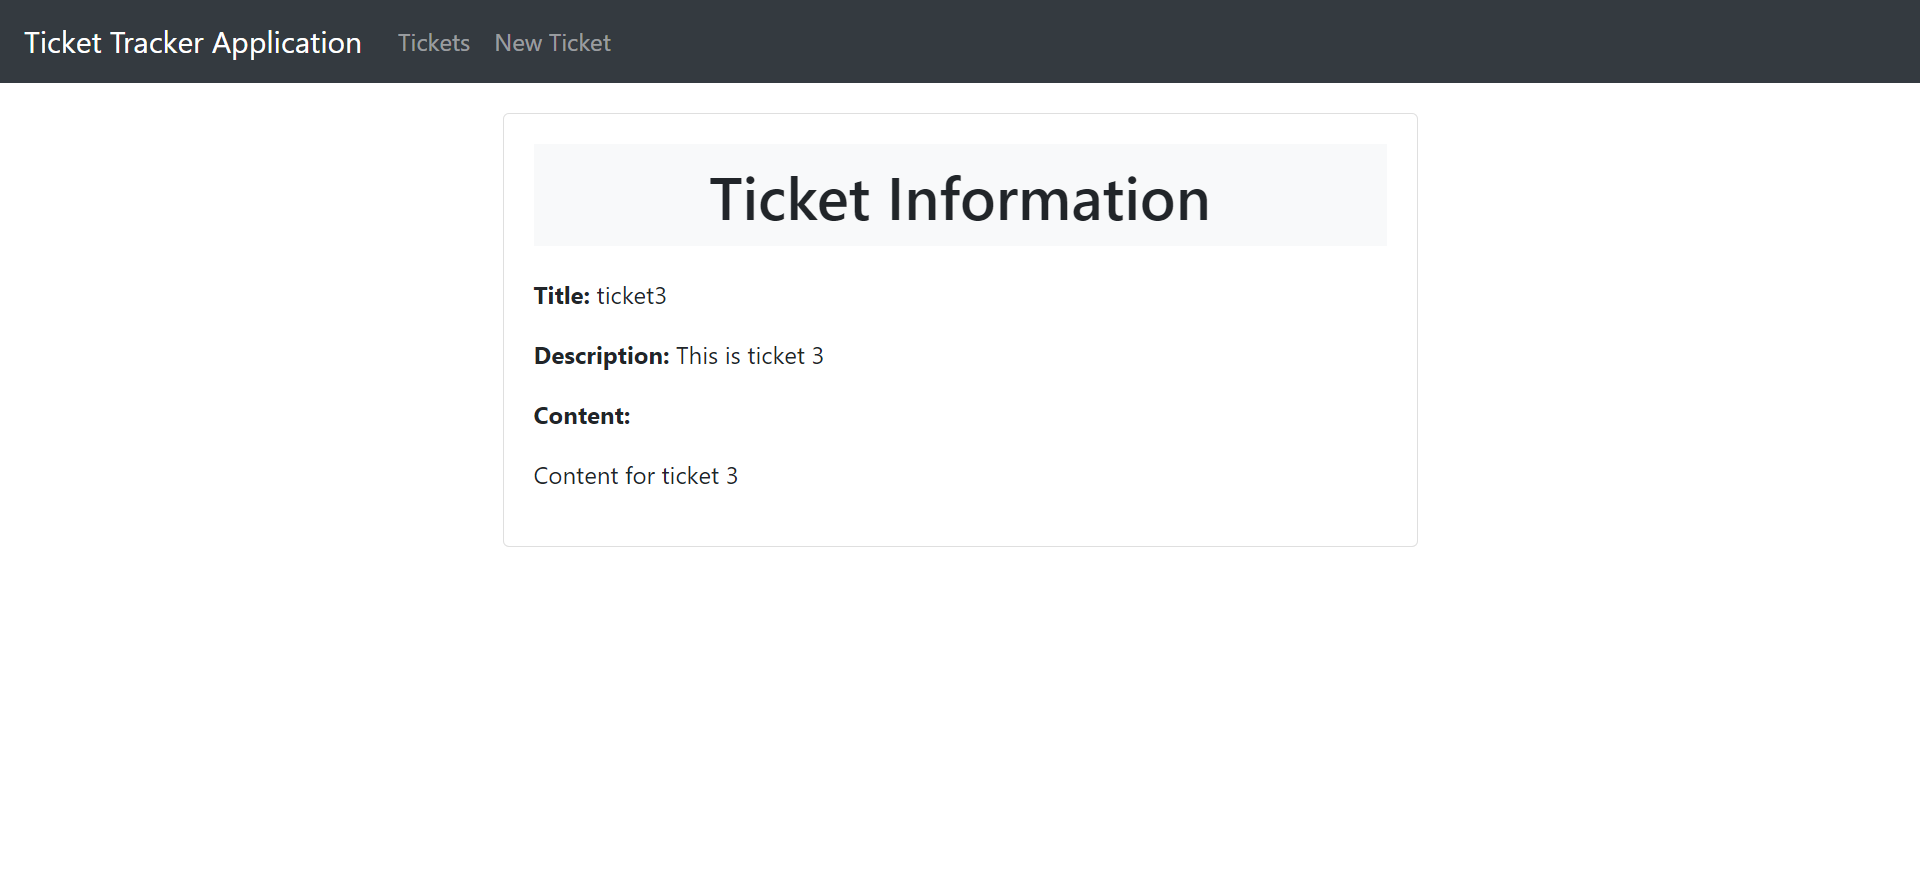 Ticket Tracker Application Tickets New Ticket
Ticket Information
Title: ticket3
Description: This is ticket 3
Content:
Content for ticket 3